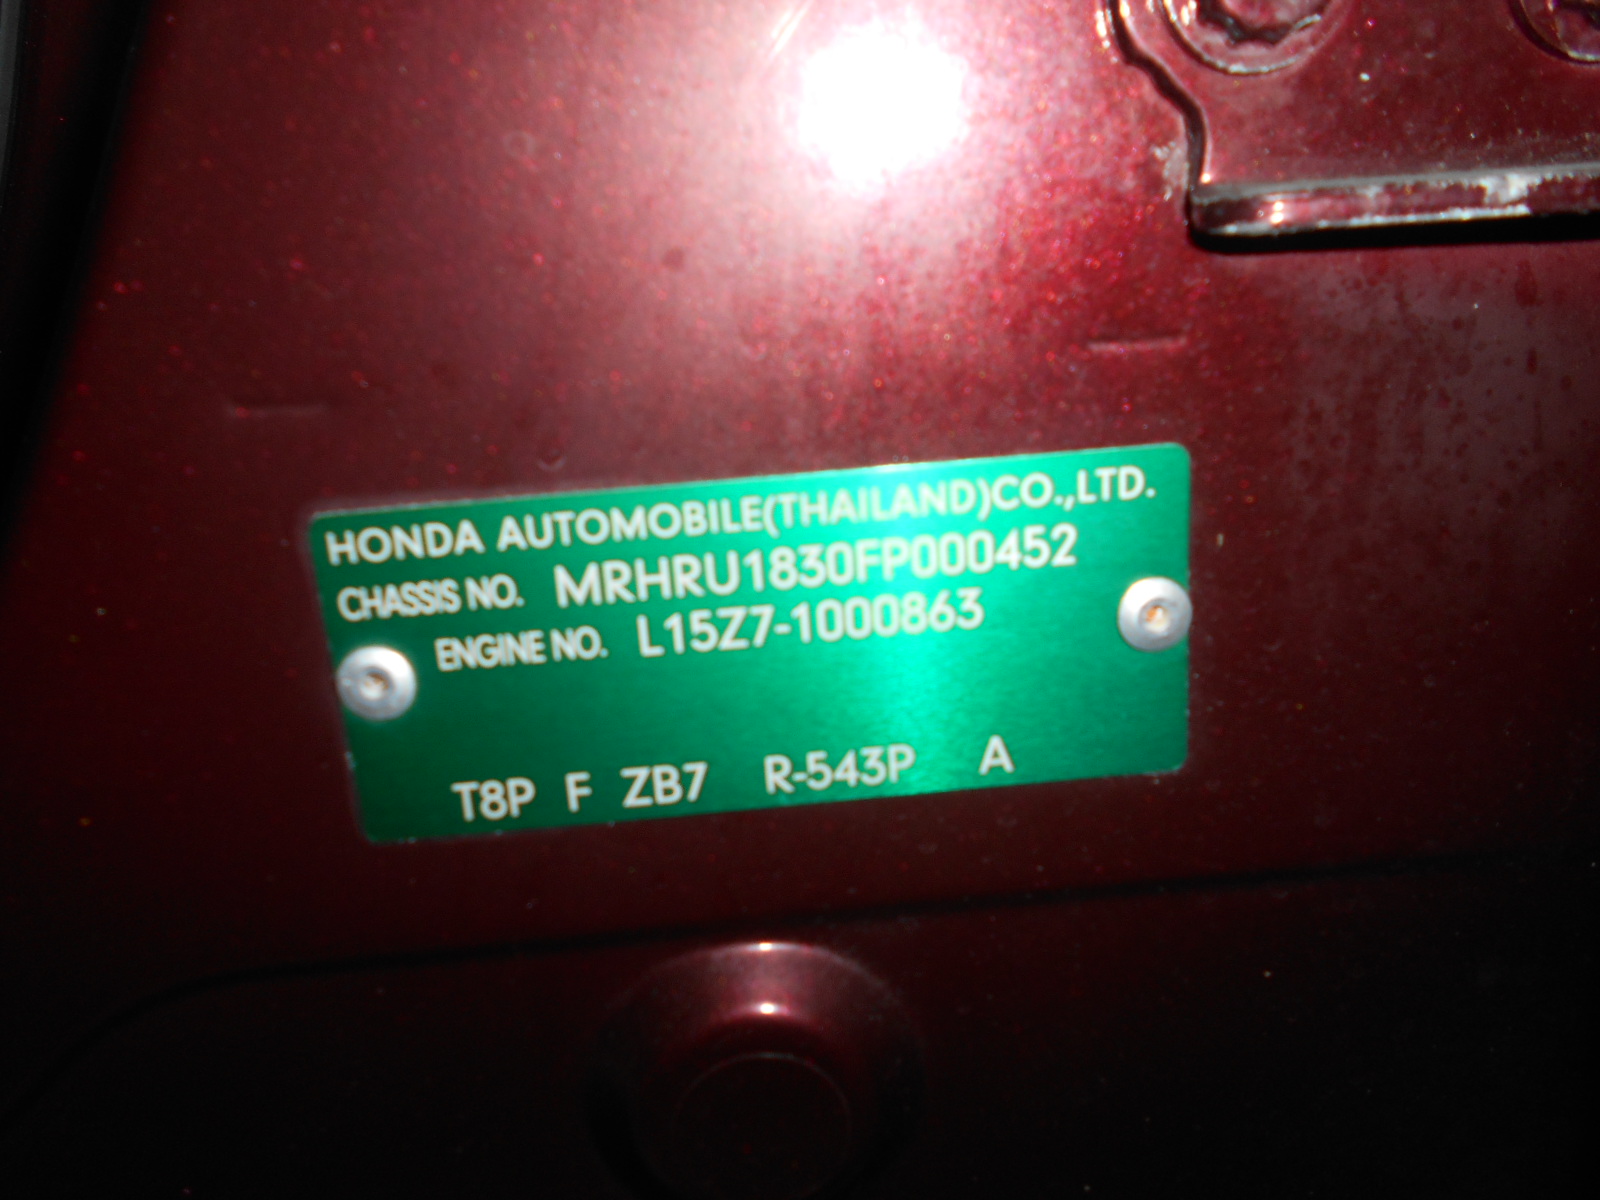 HONDA AUTOMOBILE(THAILAND)CO.,LTD.
CHASSIS NO. MRHRU1830FP000452
ENGINE NO. L15Z7-1000863
T8P F ZB7 R-543P A